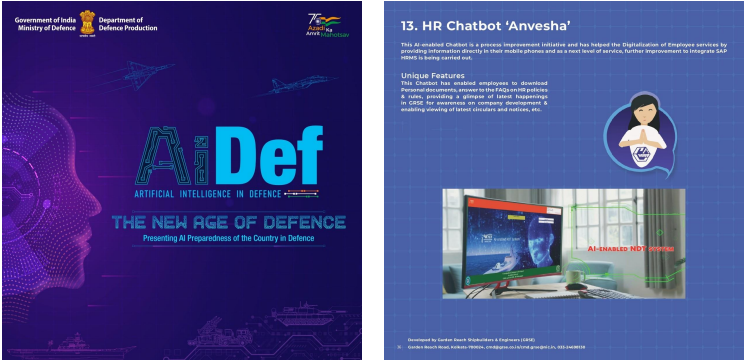 Government of India
Ministry of Defence
Department of
Defence Production
75
Azadi Ka
Amrit Mahotsav
AiDef
ARTIFICIAL INTELLIGENCE IN DEFENCE
THE NEW AGE OF DEFENCE
Presenting AI Preparedness of the Country in Defence
13. HR Chatbot ‘Anvesha’
This AI-enabled Chatbot is a process improvement initiative and has helped the Digitalization of Employee services by
providing information directly in their mobile phones and as a next level of service, further improvement to integrate SAP
HRMS is being carried out.
Unique Features
This Chatbot has enabled employees to download
Personal documents, answer to the FAQs on HR policies
& rules, providing a glimpse of latest happenings
in GRSE for awareness on company development &
enabling viewing of latest circulars and notices, etc.
AI-ENABLED
Developed by Garden Reach Shipbuilders & Engineers (GRSE)
Garden Reach Road, Kolkata-700024,